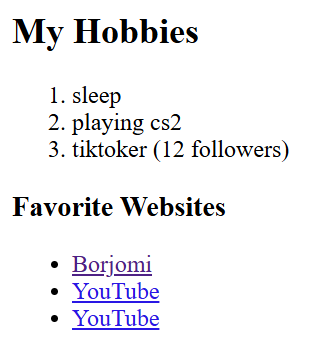 My Hobbies
1. sleep
2. playing cs2
3. tiktoker (12 followers)
Favorite Websites
• Borjomi
• YouTube
• YouTube